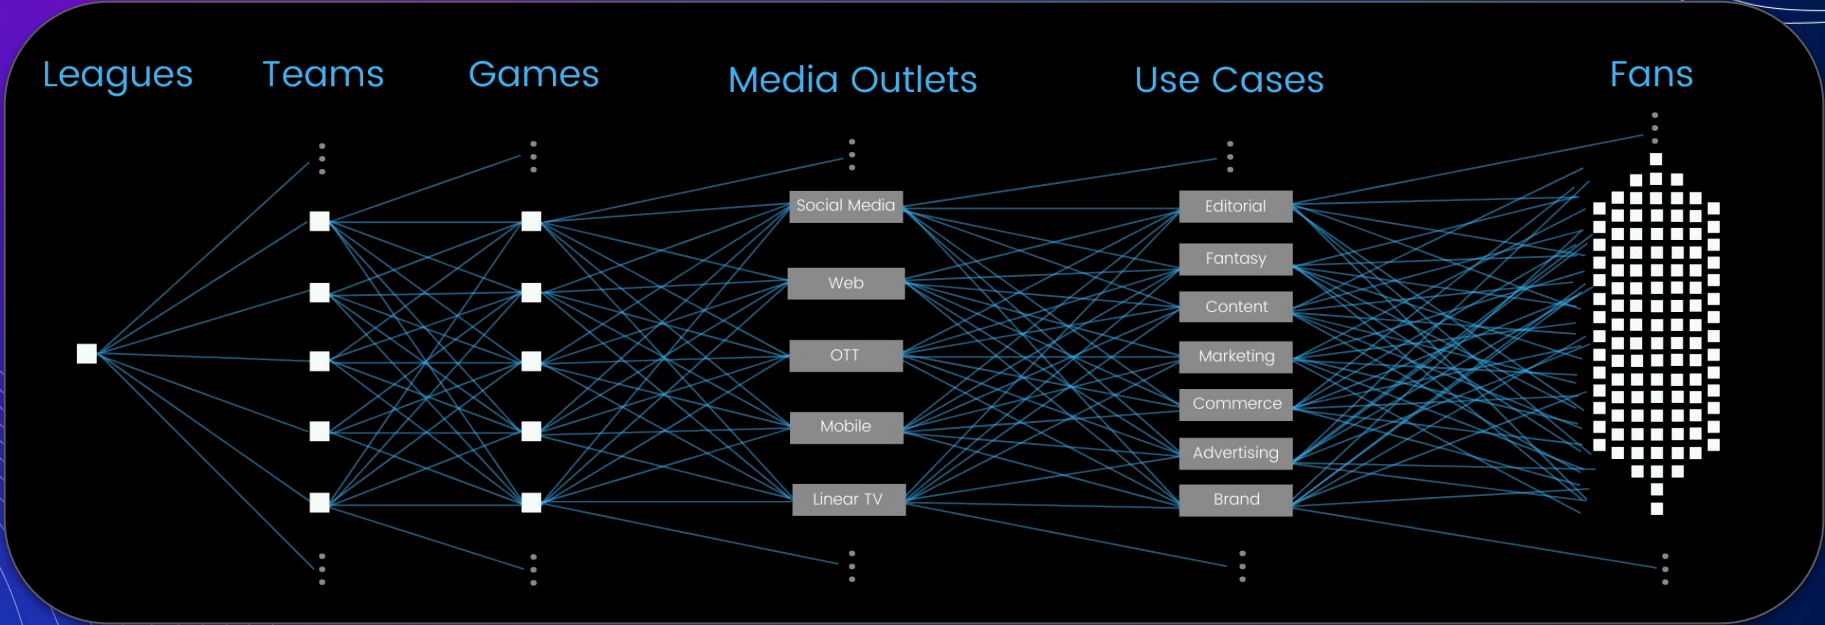 Leagues
Teams
Games
Media Outlets
Use Cases
Fans
Social Media
Web
OTT
Mobile
Linear TV
Editorial
Fantasy
Content
Marketing
Commerce
Advertising
Brand